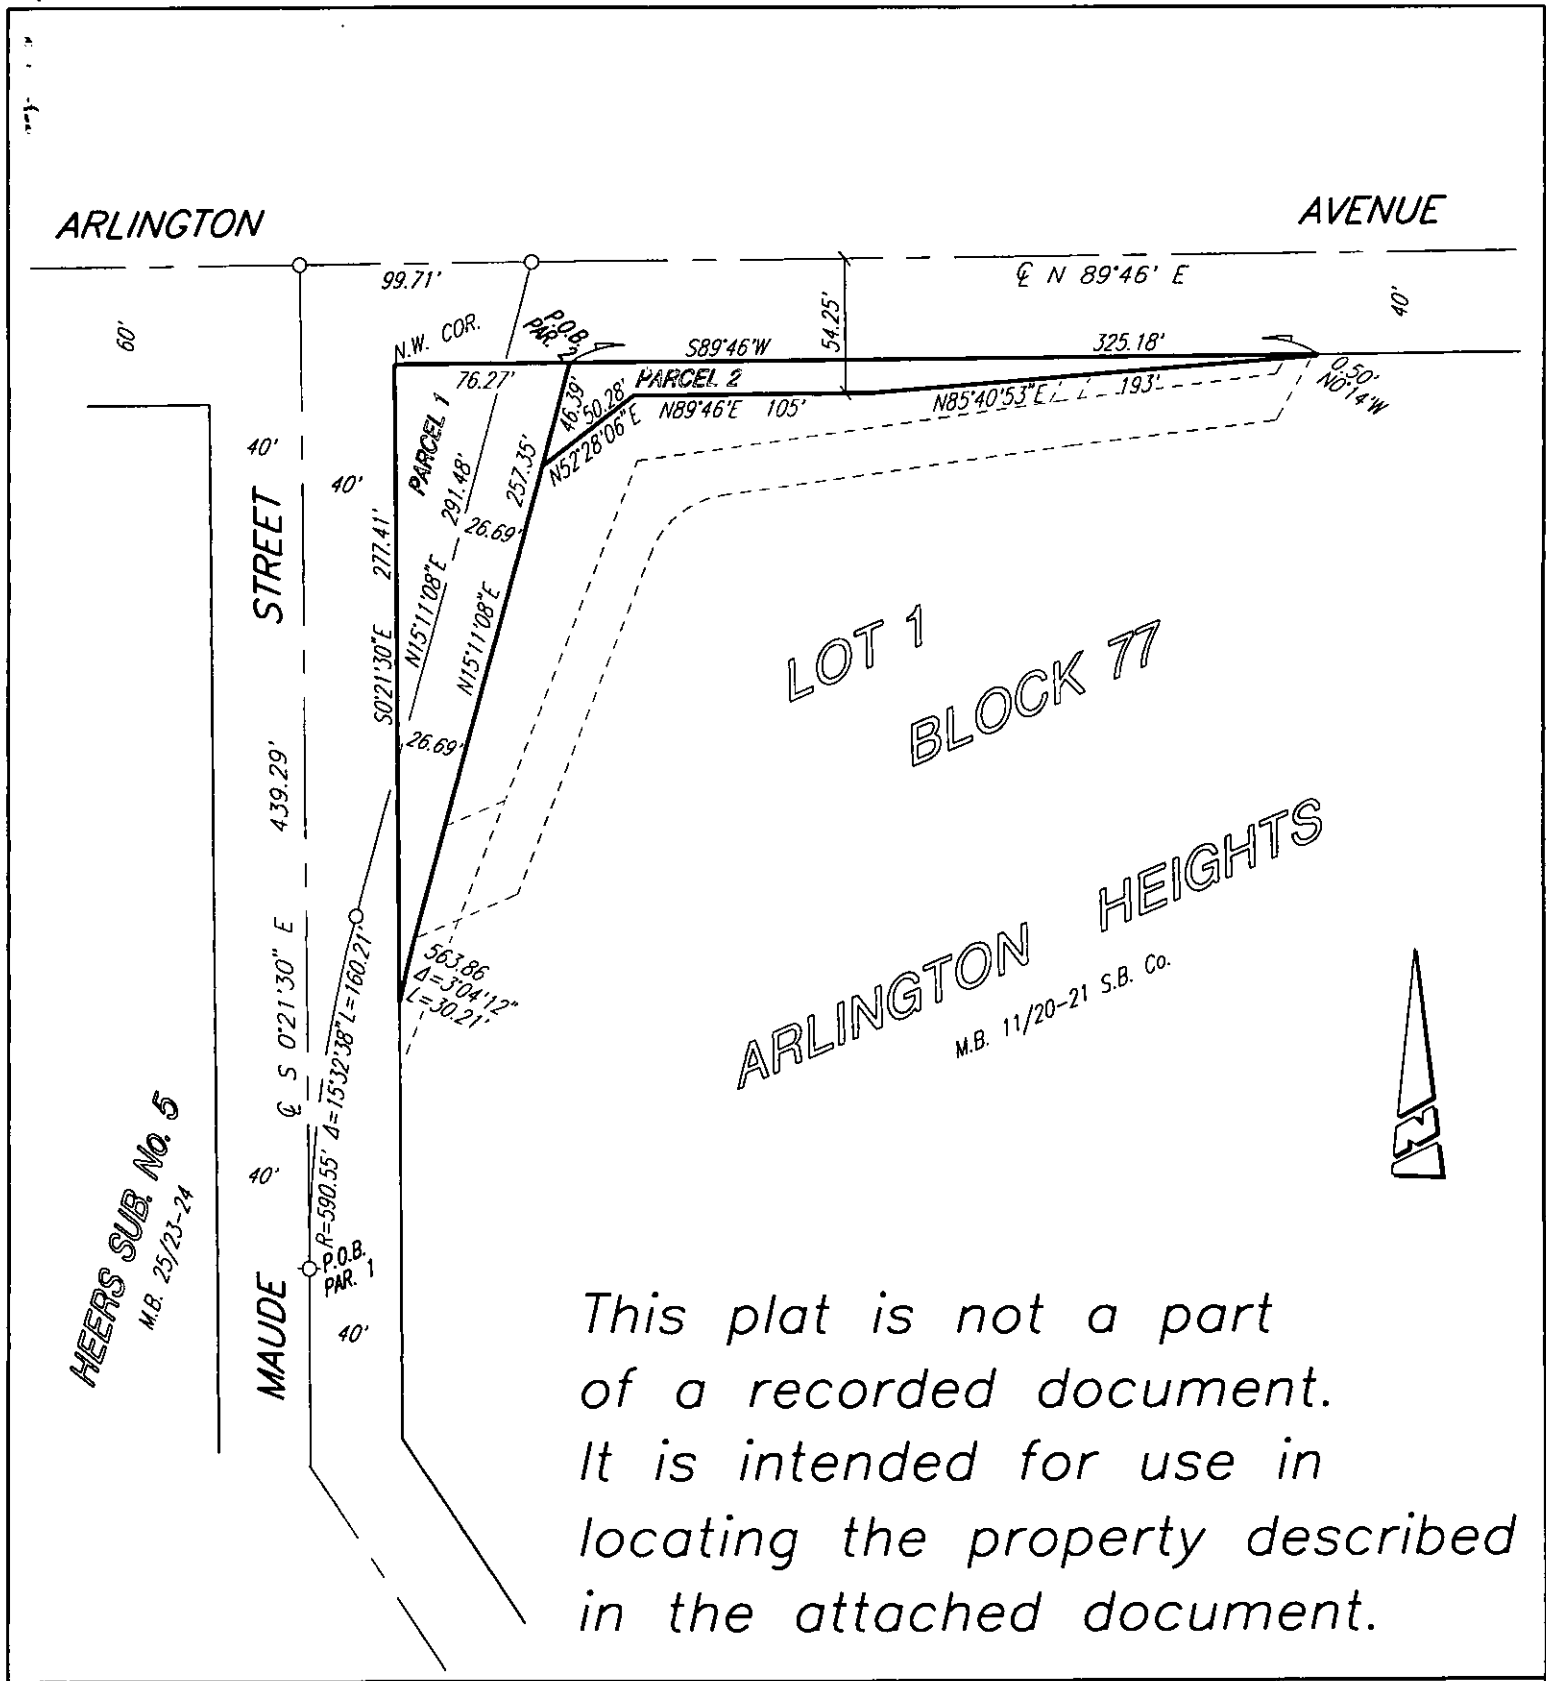 ARLINGTON
AVENUE
99.71'
℄ N 89°46' E
60'
40'
54.25'
N.W. COR.
P.O.B.
PAR. 2
S89°46'W
325.18'
76.27'
PARCEL 2
0.50'
N0°14'W
46.39'
50.28'
N52°28'06"E
N89°46'E 105'
N85°40'53"E
193'
PARCEL 1
40'
40'
291.48'
257.35'
26.69'
STREET
277.41'
S0°21'30"E
N15°11'08"E
N15°11'08"E
26.69'
LOT 1
BLOCK 77
439.29'
℄ S 0°21'30" E
ARLINGTON HEIGHTS
M.B. 11/20-21 S.B. Co.
563.86
Δ=3°04'12"
L=30.21'
R=590.55' Δ=15°32'38" L=160.21'
HEERS SUB. No. 5
M.B. 25/23-24
40'
P.O.B.
PAR. 1
MAUDE
40'
N
This plat is not a part
of a recorded document.
It is intended for use in
locating the property described
in the attached document.